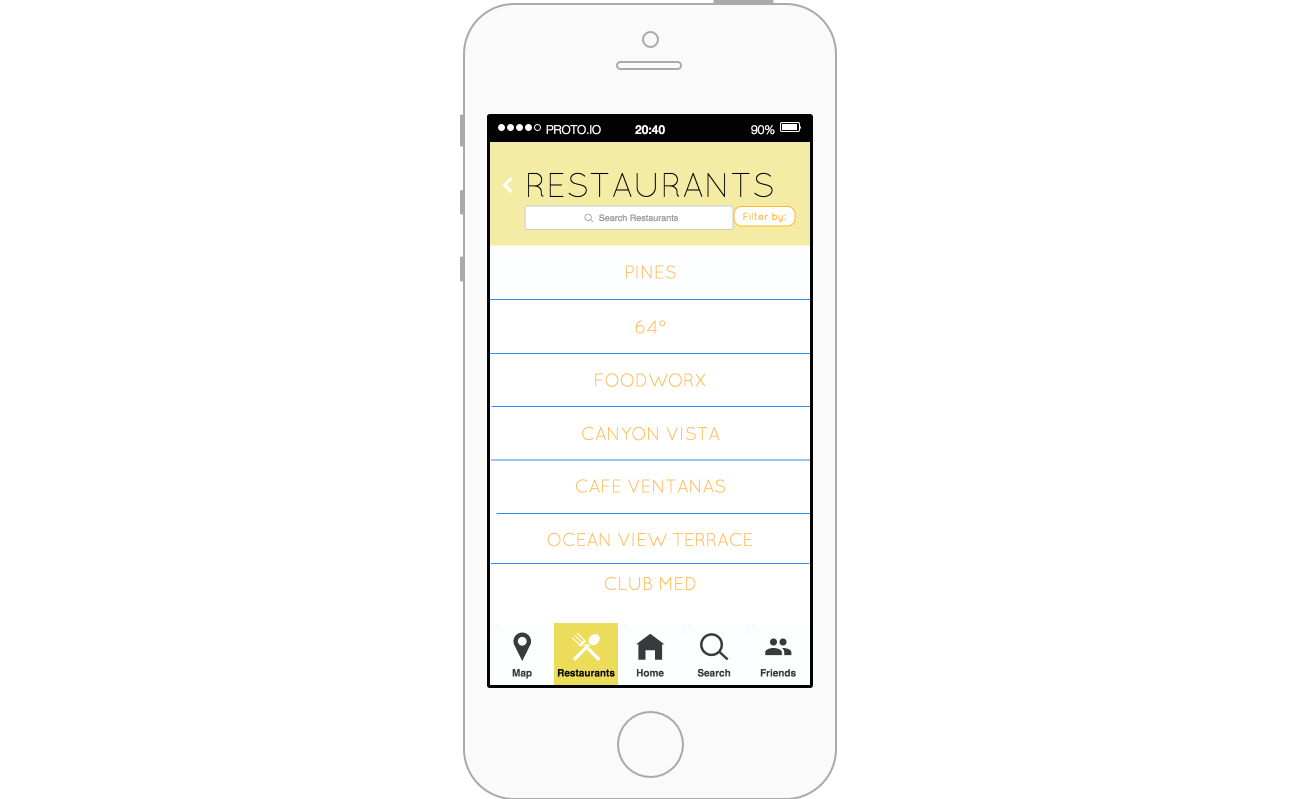 PROTO.IO 20:40 90%
RESTAURANTS
Search Restaurants Filter by:
PINES
64°
FOODWORX
CANYON VISTA
CAFE VENTANAS
OCEAN VIEW TERRACE
CLUB MED
Map Restaurants Home Search Friends